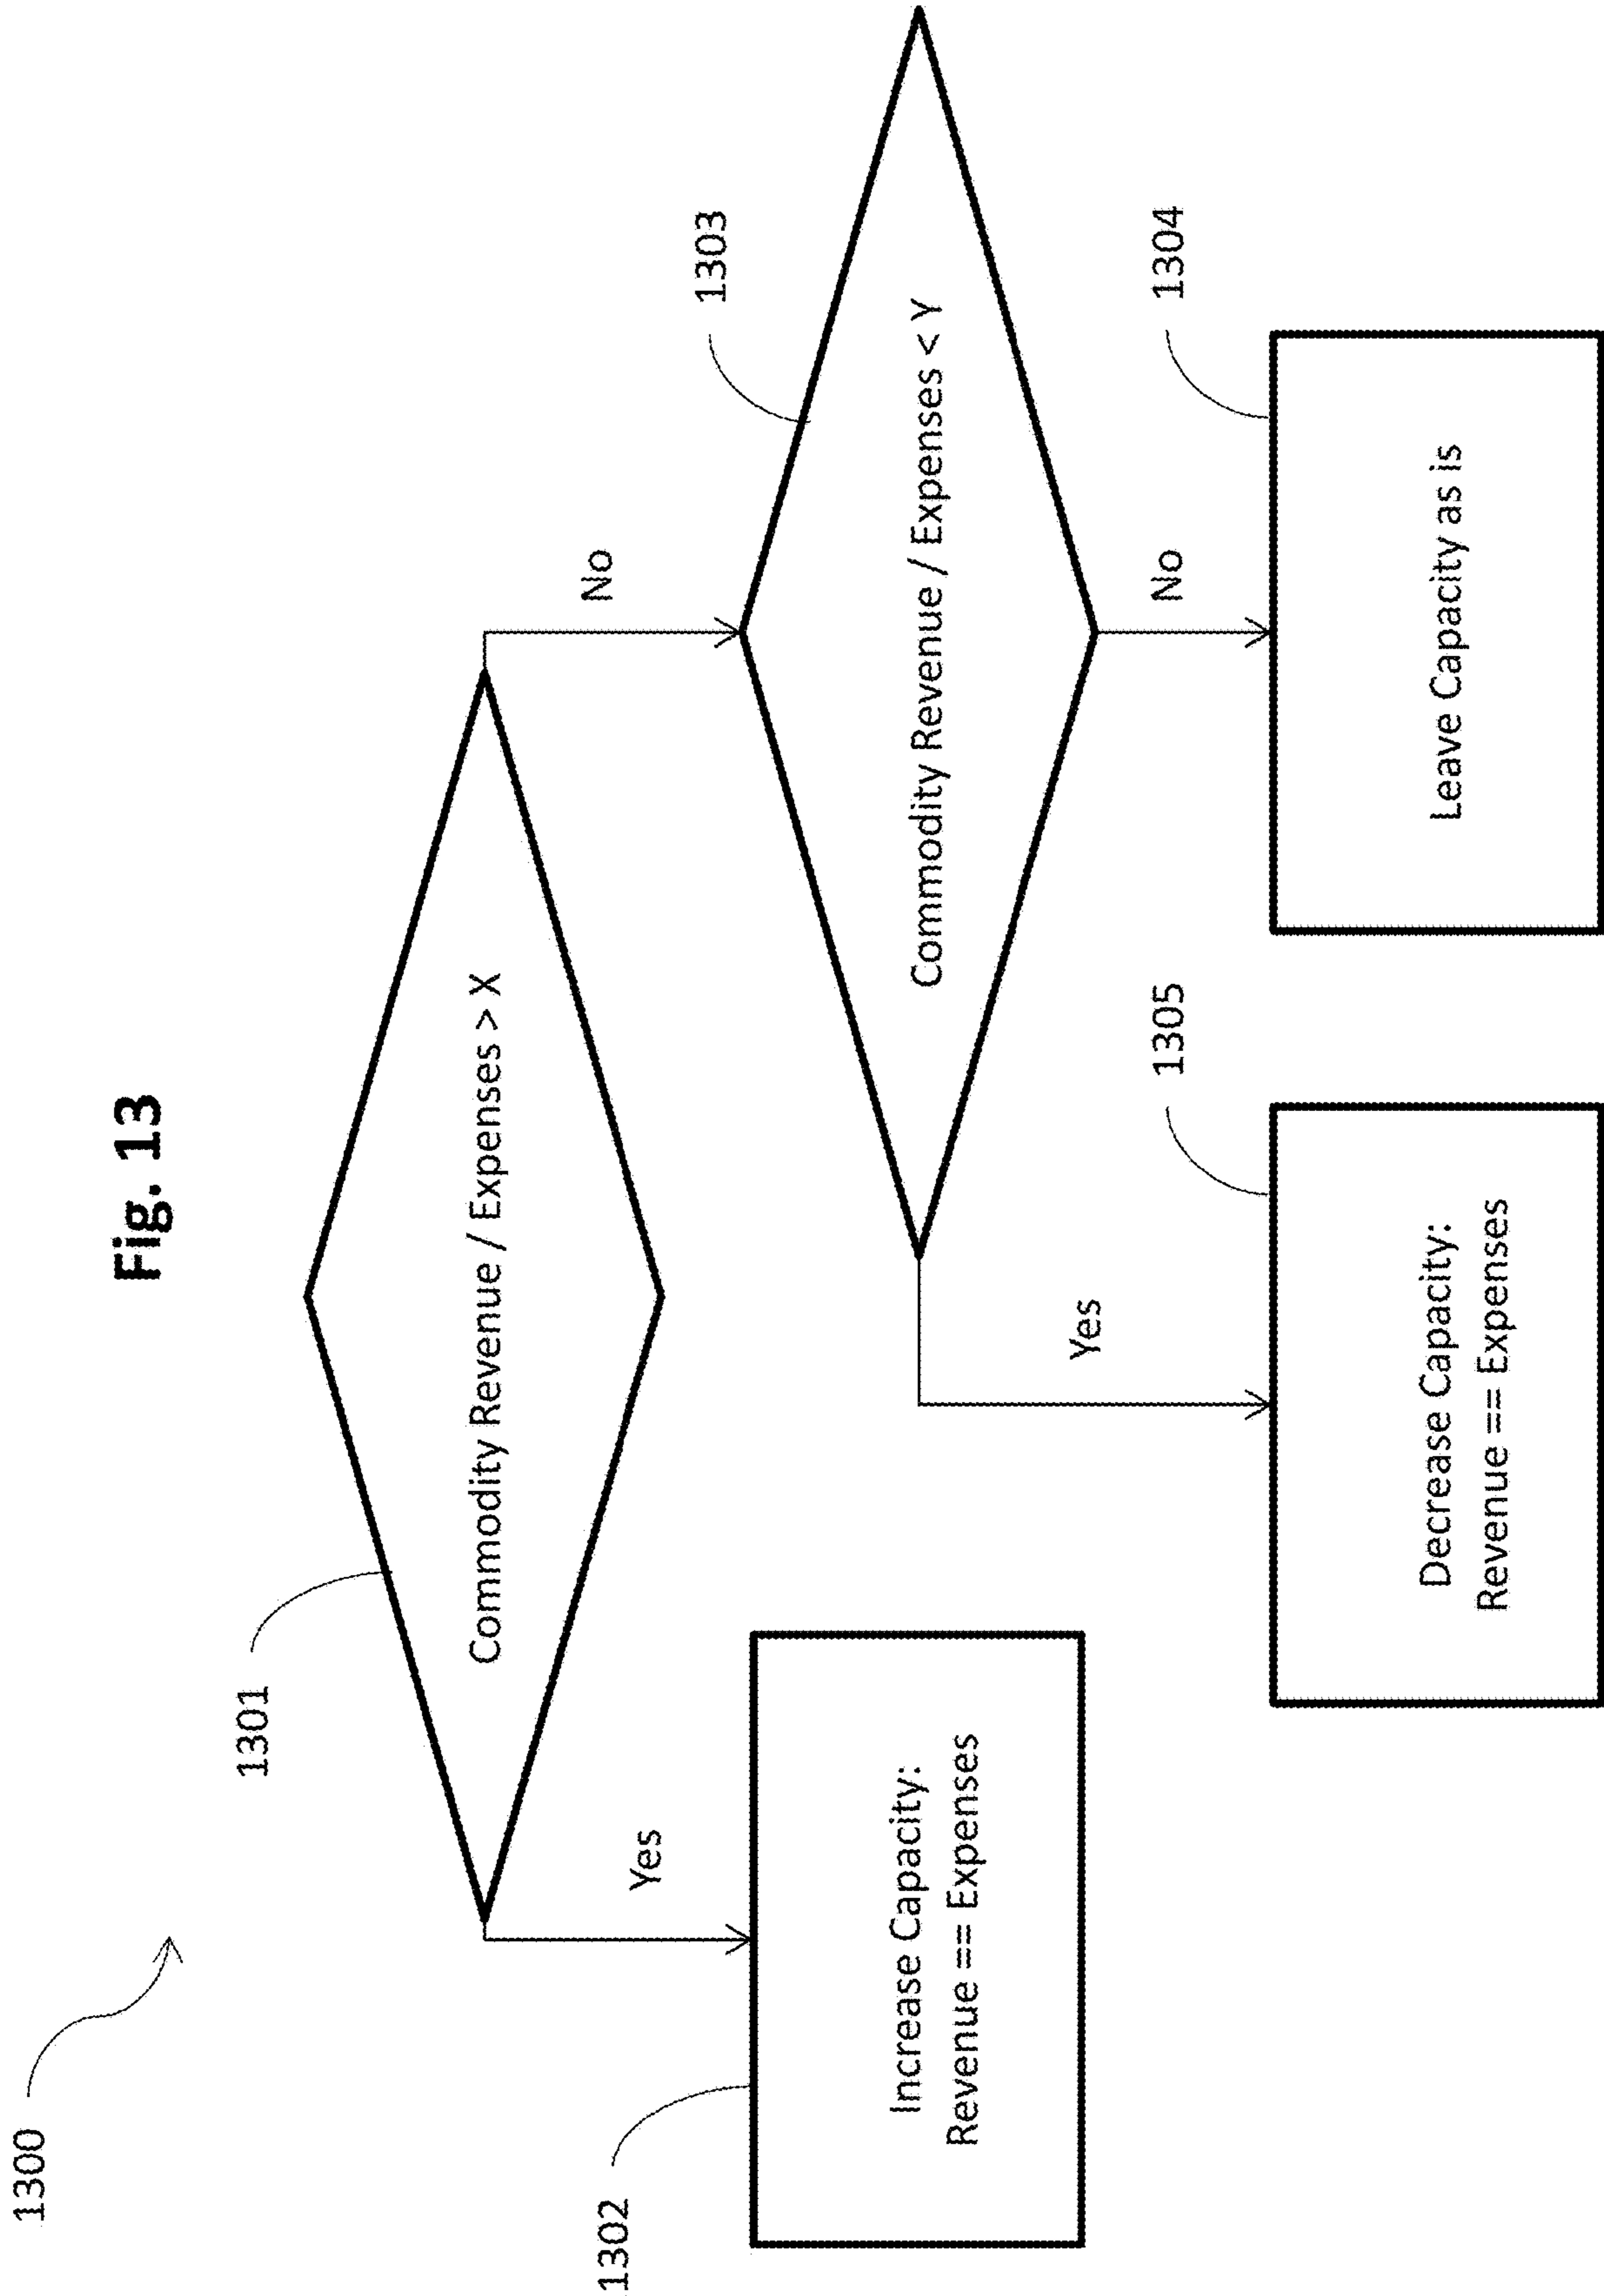 Fig. 13
1300
1301
Commodity Revenue / Expenses > X
Yes
No
1302
Increase Capacity:
Revenue == Expenses
1303
Commodity Revenue / Expenses < Y
Yes
No
1305
Decrease Capacity:
Revenue == Expenses
1304
Leave Capacity as is